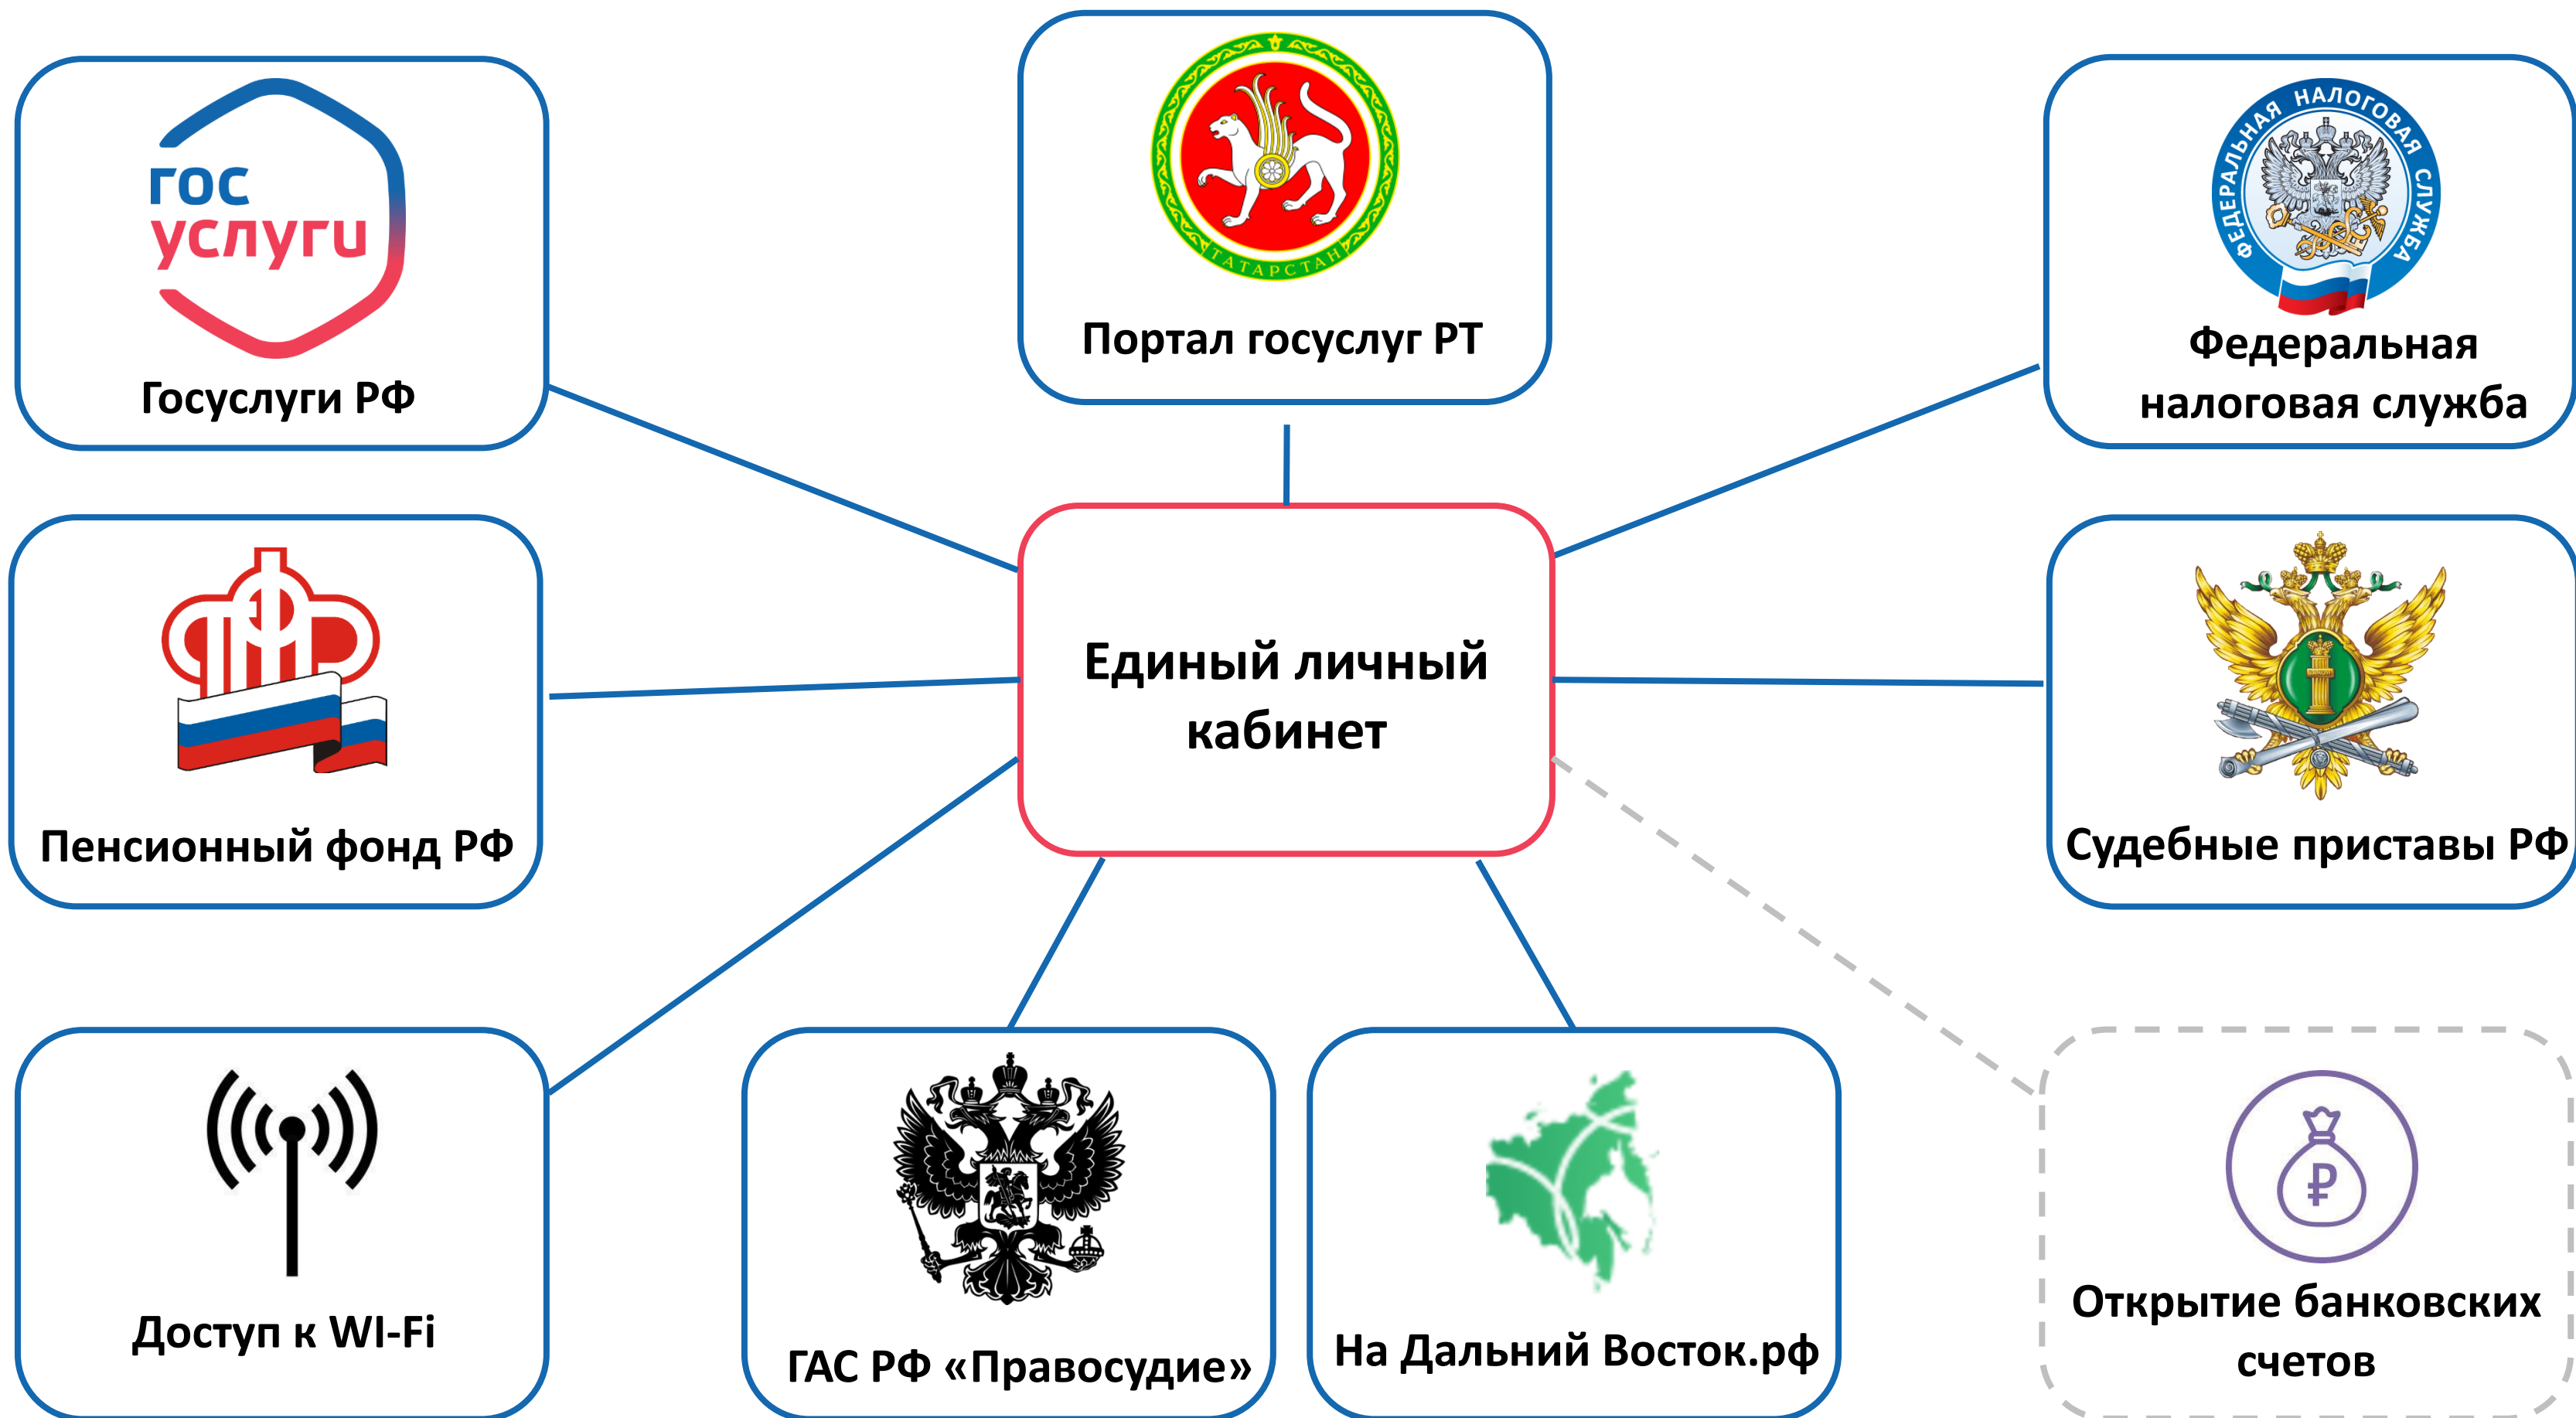 гос
услуги
Госуслуги РФ
ТАТАРСТАН
Портал госуслуг РТ
ФЕДЕРАЛЬНАЯ НАЛОГОВАЯ СЛУЖБА
Федеральная
налоговая служба
Пенсионный фонд РФ
Единый личный
кабинет
Судебные приставы РФ
Доступ к WI-Fi
ГАС РФ «Правосудие»
На Дальний Восток.рф
₽
Открытие банковских
счетов